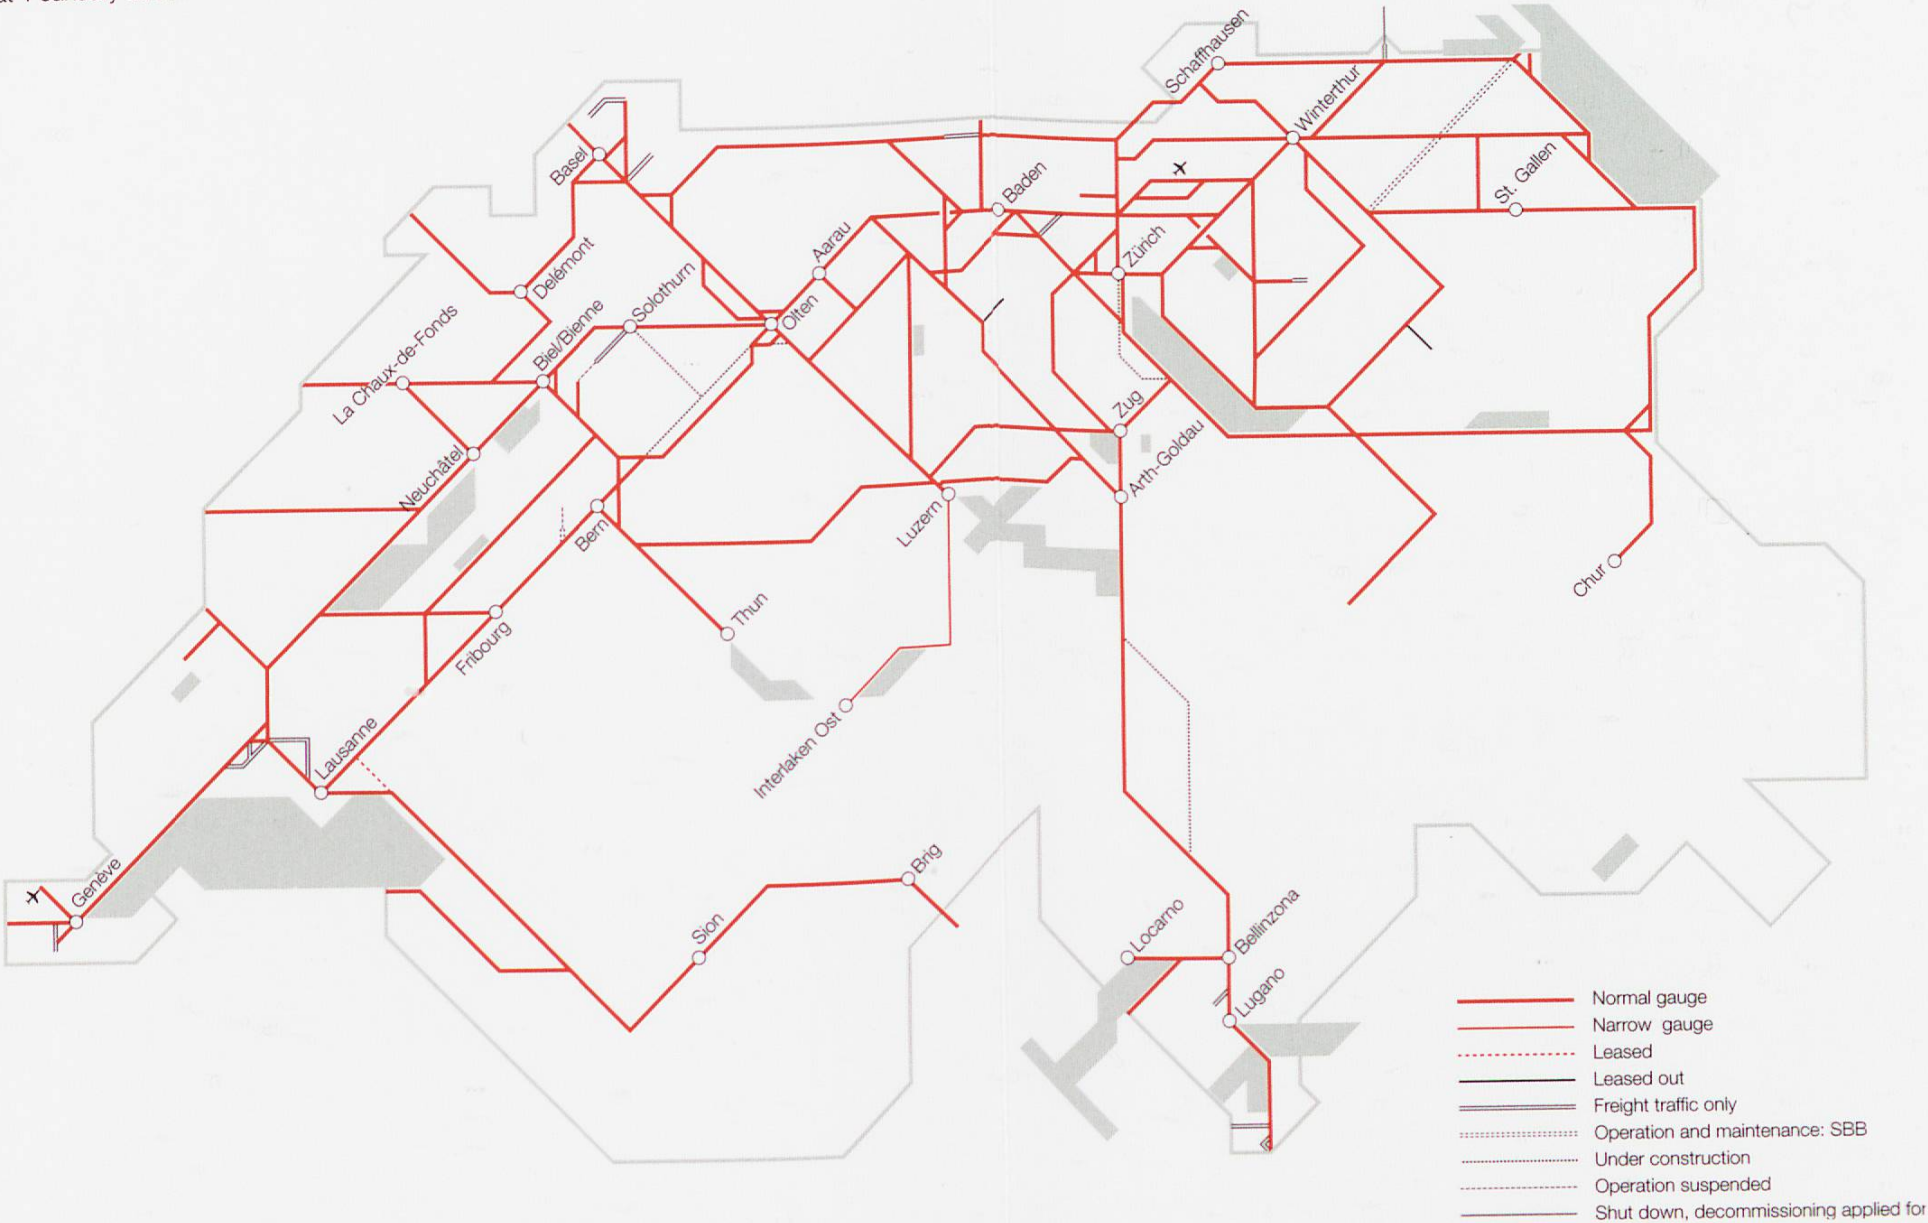 Schaffhausen
Winterthur
Basel
Baden
St. Gallen
Aarau
Zürich
Delémont
Solothurn
Olten
Biel/Bienne
La Chaux-de-Fonds
Zug
Neuchâtel
Arth-Goldau
Luzern
Bern
Chur
Thun
Fribourg
Interlaken Ost
Lausanne
Genève
Brig
Sion
Locarno
Bellinzona
Lugano
Normal gauge
Narrow gauge
Leased
Leased out
Freight traffic only
Operation and maintenance: SBB
Under construction
Operation suspended
Shut down, decommissioning applied for